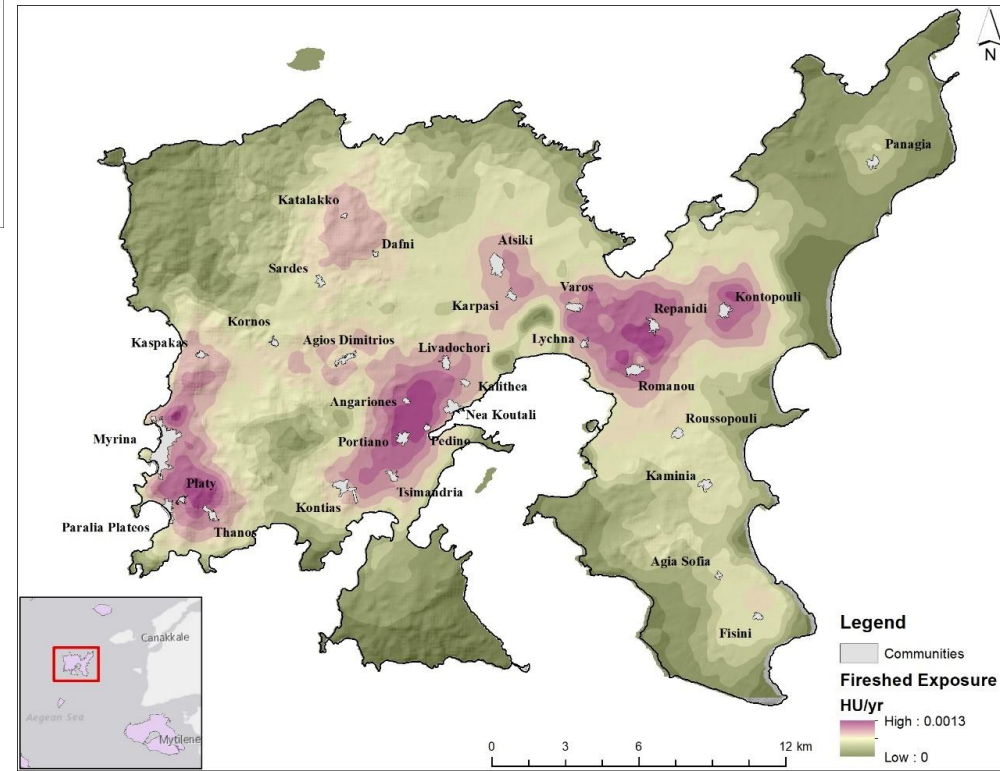 N
Panagia
Katalakko
Dafni
Atsiki
Sardes
Varos
Karpasi
Repanidi
Kontopouli
Kornos
Agios Dimitrios
Kaspakas
Livadochori
Lychna
Kalithea
Romanou
Angariones
Nea Koutali
Roussopouli
Myrina
Portiano
Pedino
Kaminia
Platy
Tsimandria
Kontias
Paralia Plateos
Thanos
Agia Sofia
Fisini
Canakkale
Aegean Sea
Mytilene
Legend
Communities
Fireshed Exposure
HU/yr
High : 0.0013
Low : 0
0 3 6 12 km